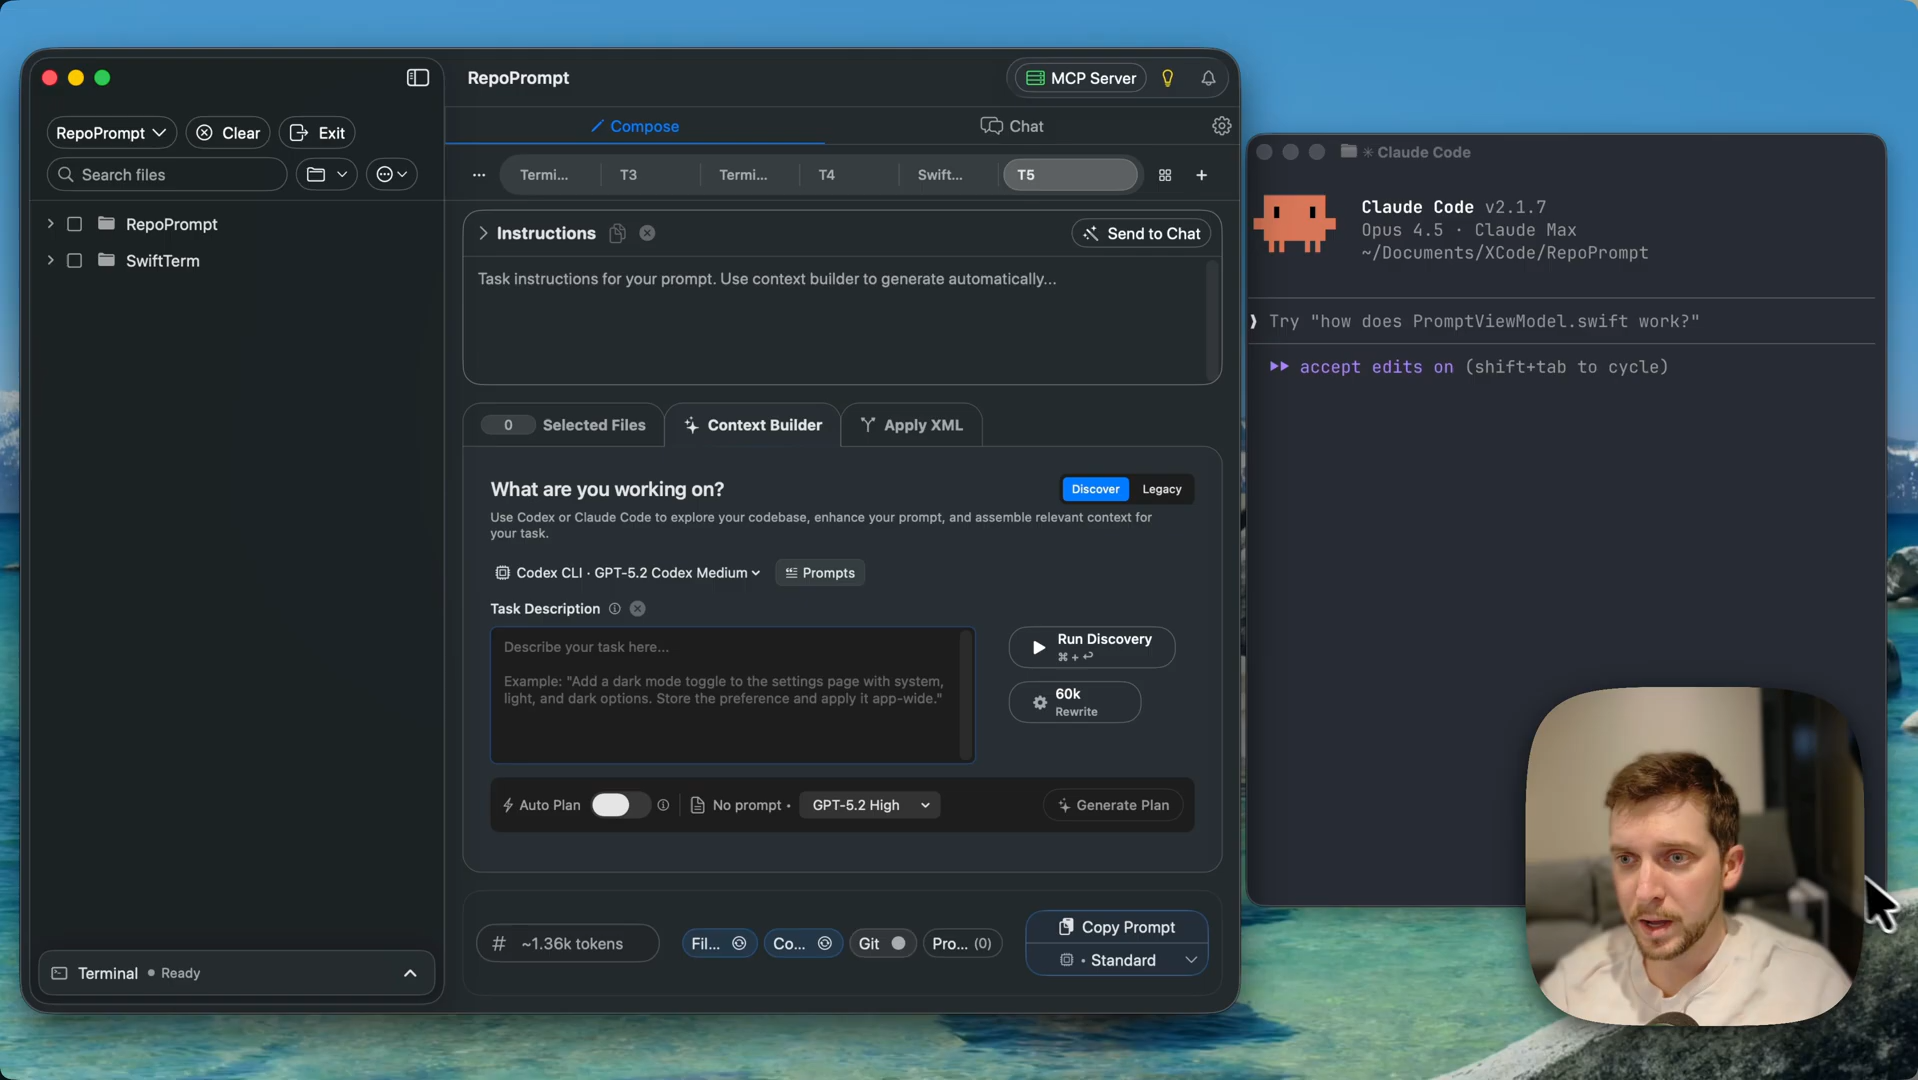 RepoPrompt
Clear
Exit
Search files
RepoPrompt
SwiftTerm
Terminal • Ready
RepoPrompt
MCP Server
Compose
Chat
Termi...
T3
Termi...
T4
Swift...
T5
Instructions
Send to Chat
Task instructions for your prompt. Use context builder to generate automatically...
0 Selected Files
Context Builder
Apply XML
What are you working on?
Discover
Legacy
Use Codex or Claude Code to explore your codebase, enhance your prompt, and assemble relevant context for
your task.
Codex CLI · GPT-5.2 Codex Medium
Prompts
Task Description
Describe your task here...
Example: "Add a dark mode toggle to the settings page with system,
light, and dark options. Store the preference and apply it app-wide."
Run Discovery
⌘ + ↵
60k
Rewrite
Auto Plan
No prompt •
GPT-5.2 High
Generate Plan
# ~1.36k tokens
Fil...
Co...
Git
Pro... (0)
Copy Prompt
• Standard
✳ Claude Code
Claude Code v2.1.7
Opus 4.5 · Claude Max
~/Documents/XCode/RepoPrompt
❯ Try "how does PromptViewModel.swift work?"
⏵⏵ accept edits on (shift+tab to cycle)